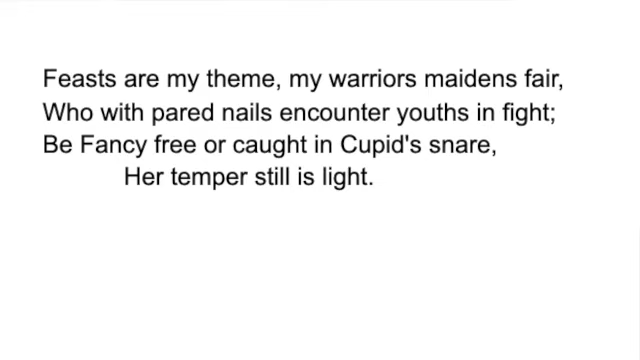 Feasts are my theme, my warriors maidens fair,
Who with pared nails encounter youths in fight;
Be Fancy free or caught in Cupid's snare,
Her temper still is light.